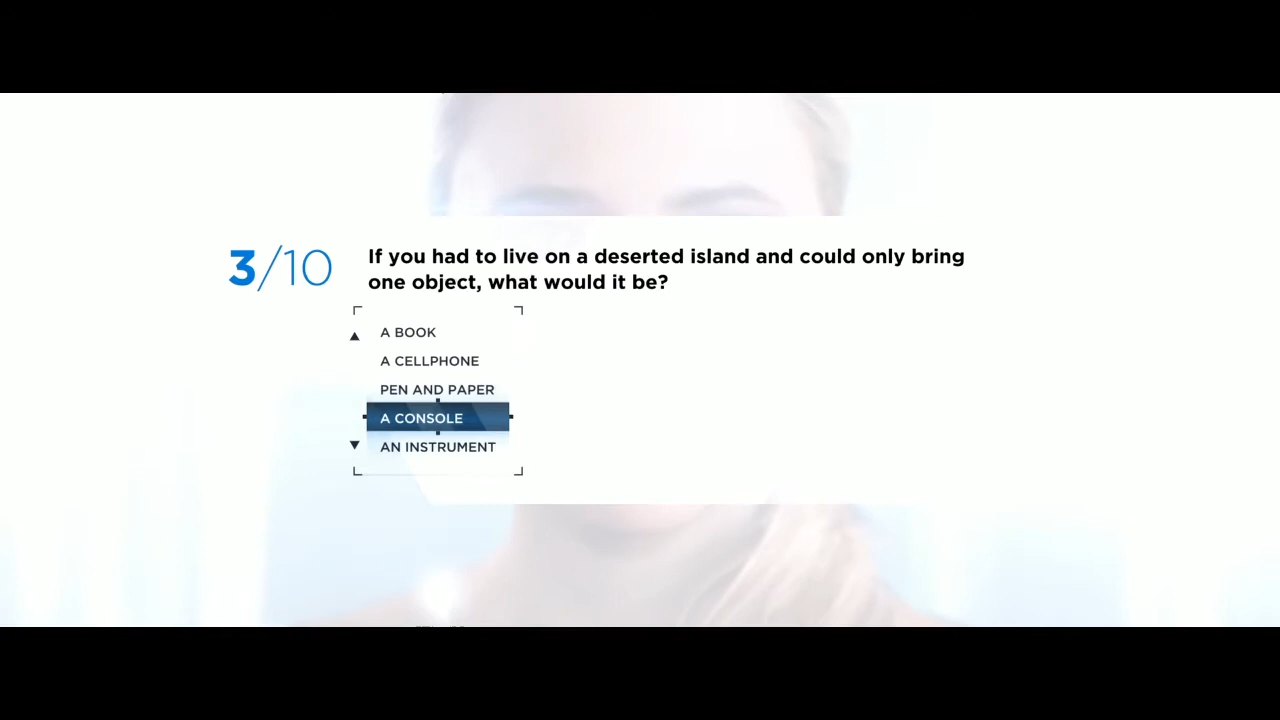 3/10
If you had to live on a deserted island and could only bring
one object, what would it be?
A BOOK
A CELLPHONE
PEN AND PAPER
A CONSOLE
AN INSTRUMENT